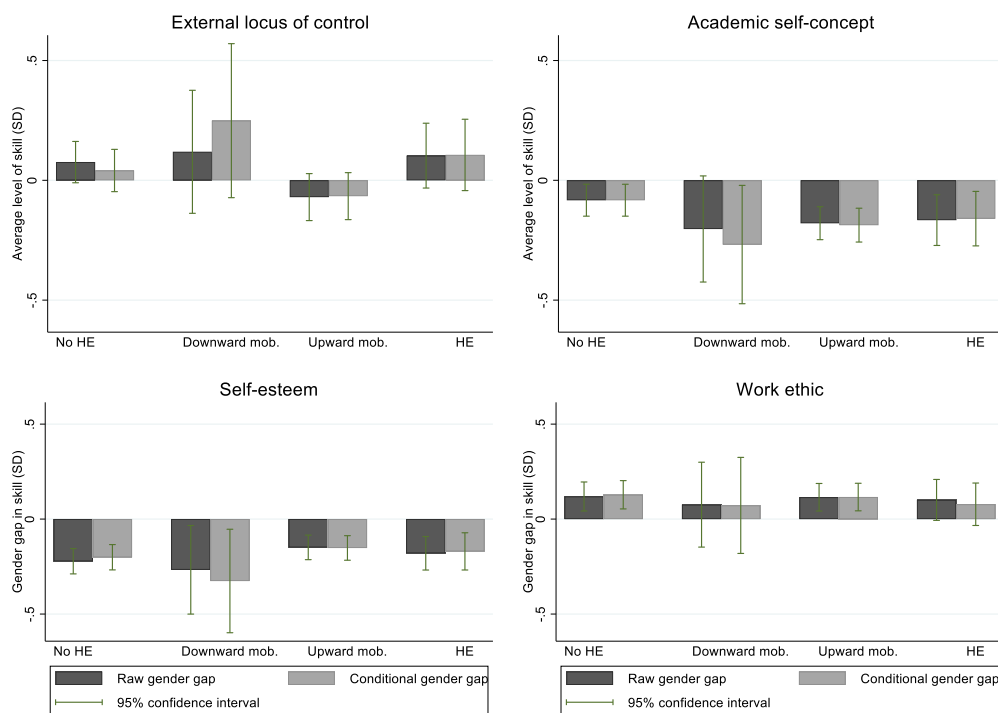 External locus of control
Average level of skill (SD)
.5
0
-.5
No HE
Downward mob.
Upward mob.
HE
Academic self-concept
Average level of skill (SD)
.5
0
-.5
No HE
Downward mob.
Upward mob.
HE
Self-esteem
Gender gap in skill (SD)
.5
0
-.5
No HE
Downward mob.
Upward mob.
HE
Raw gender gap
Conditional gender gap
95% confidence interval
Work ethic
Gender gap in skill (SD)
.5
0
-.5
No HE
Downward mob.
Upward mob.
HE
Raw gender gap
Conditional gender gap
95% confidence interval